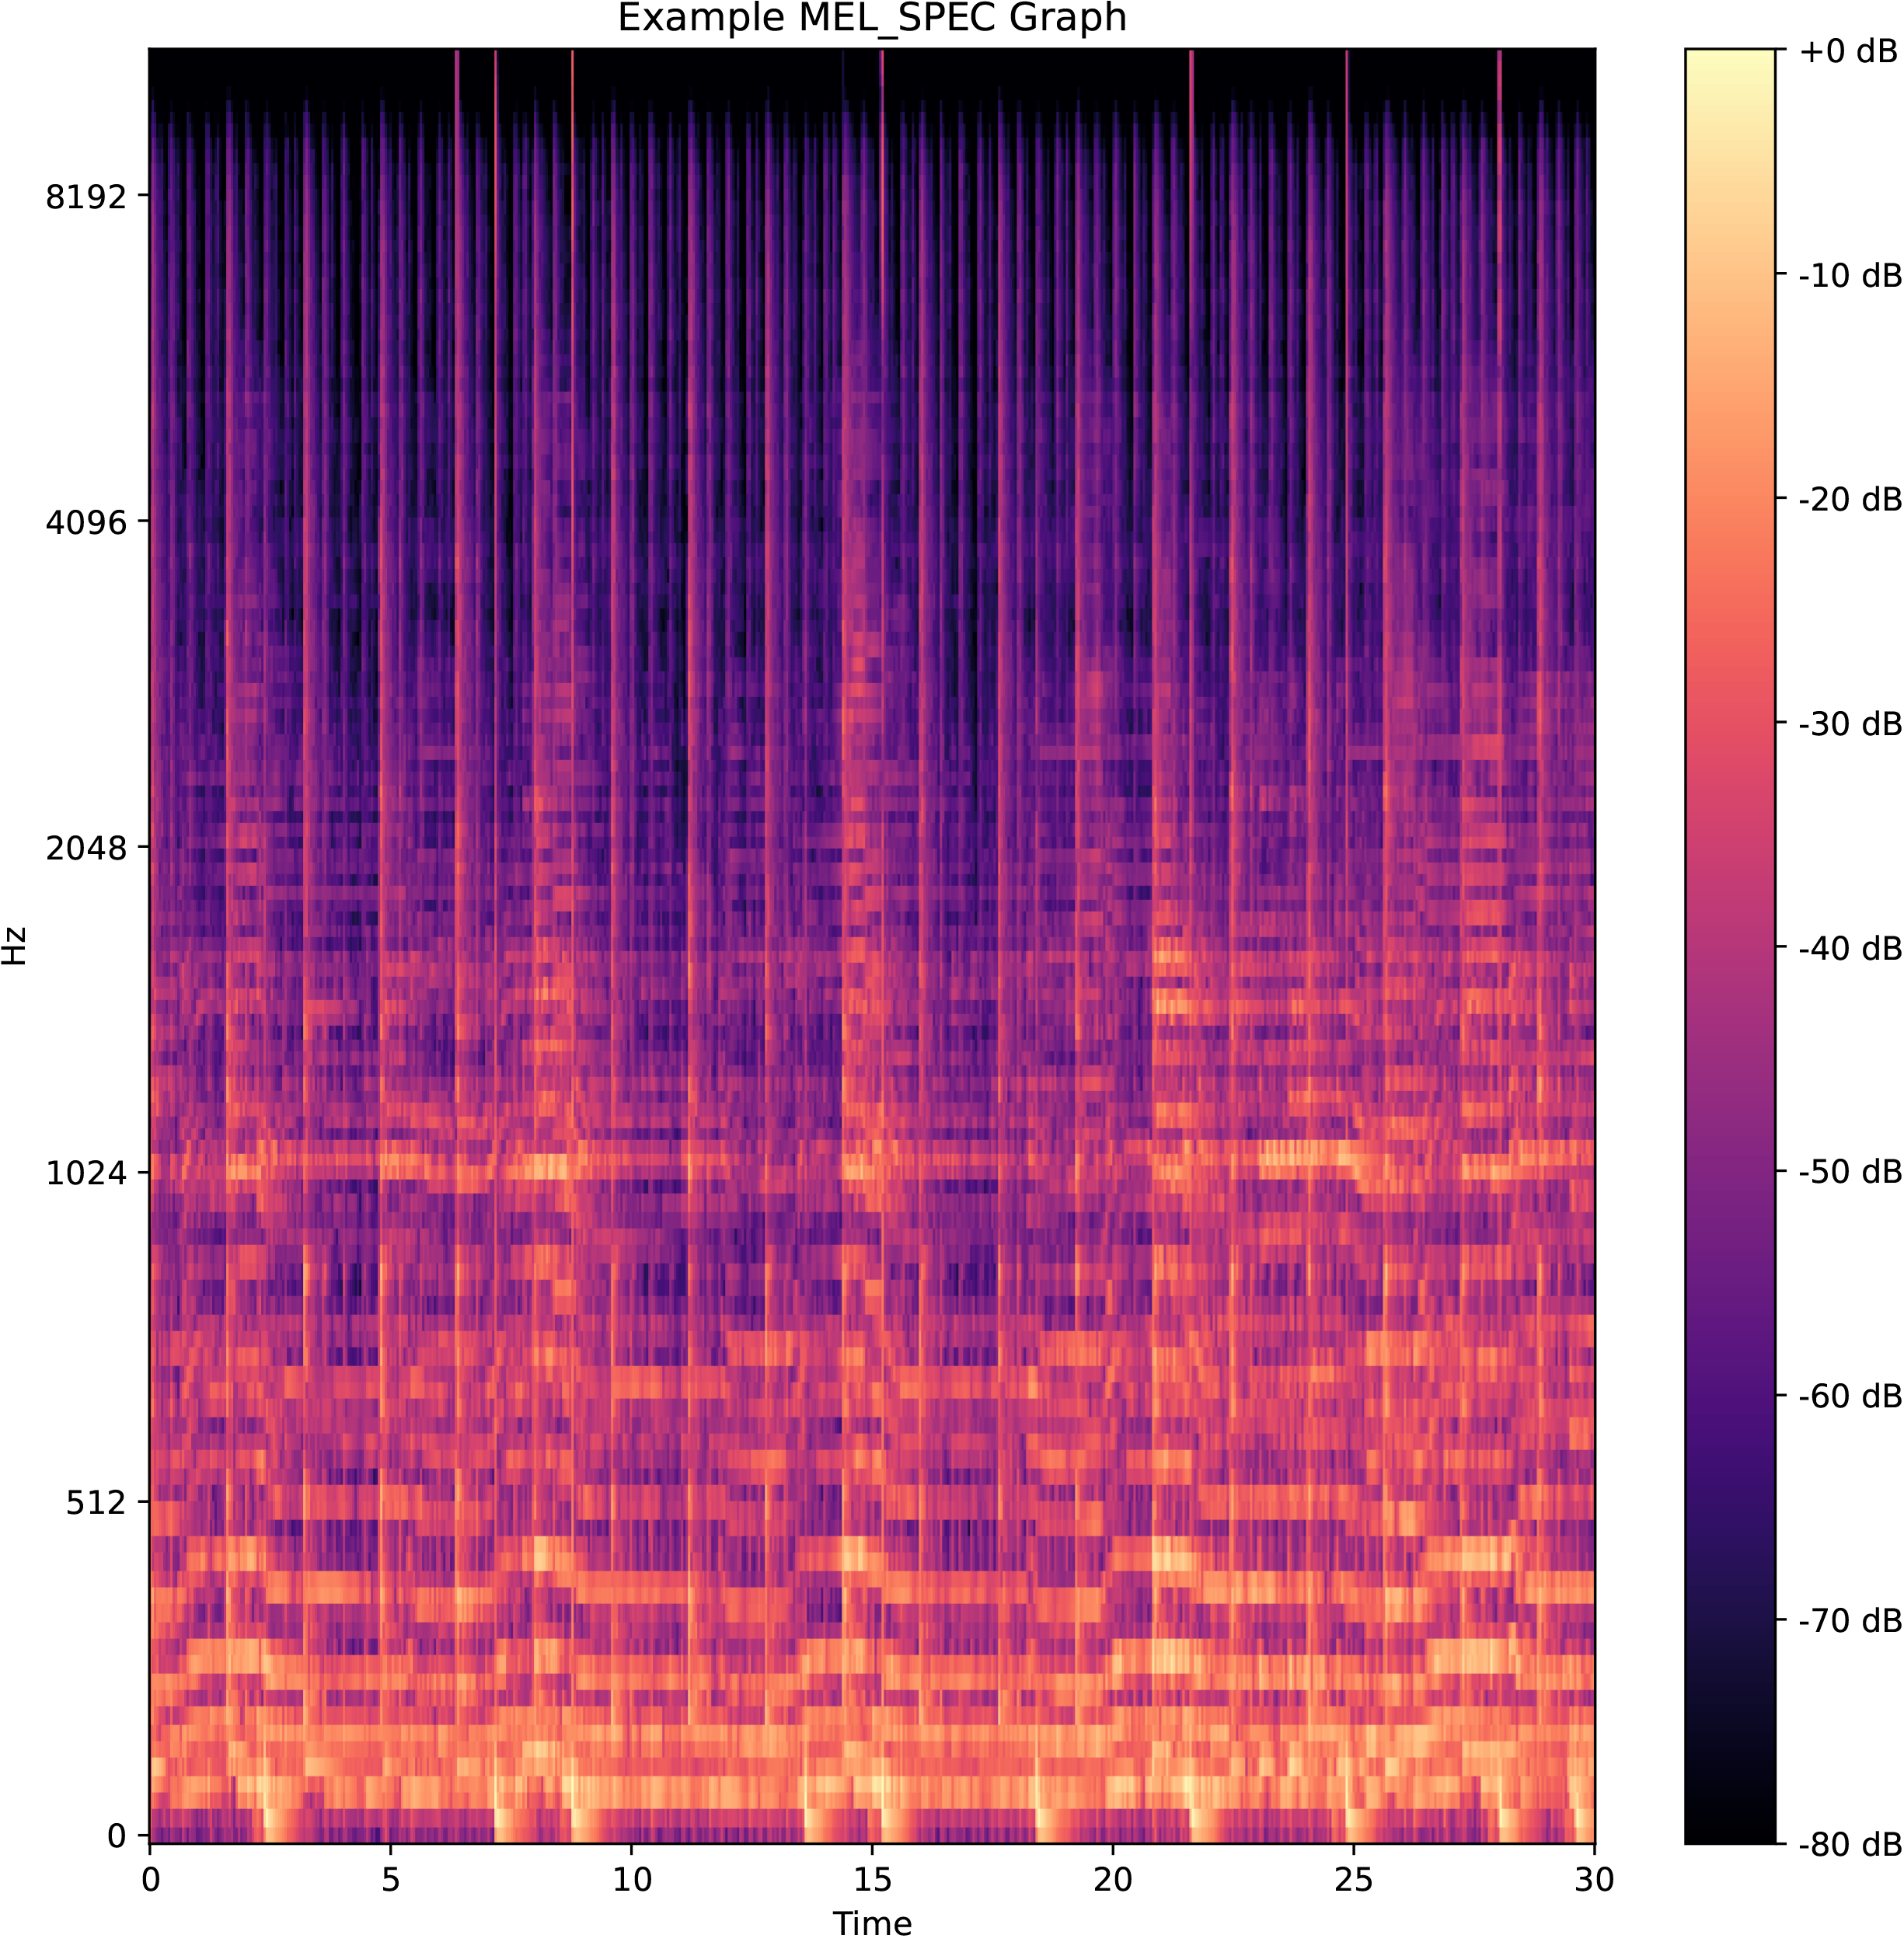 Example MEL_SPEC Graph
+0 dB
8192
-10 dB
-20 dB
4096
-30 dB
2048
Hz
-40 dB
1024
-50 dB
-60 dB
512
-70 dB
0
-80 dB
0 5 10 15 20 25 30
Time